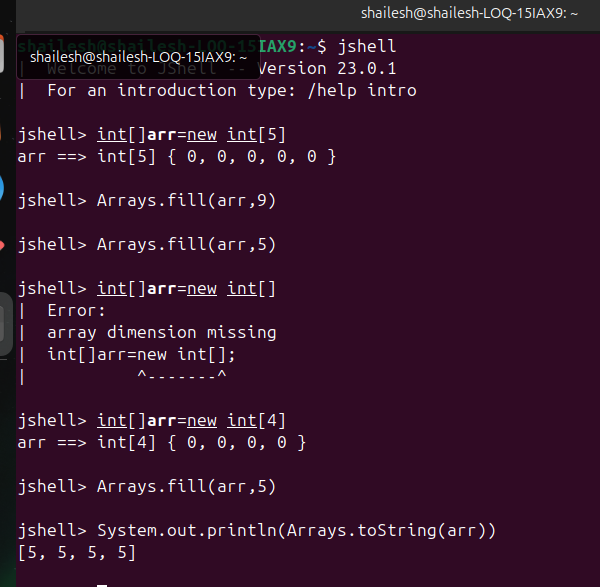 shailesh@shailesh-LOQ-15IAX9: ~
shailesh@shailesh-LOQ-15IAX9:~$ jshell
shailesh@shailesh-LOQ-15IAX9: ~
|  Welcome to JShell -- Version 23.0.1
|  For an introduction type: /help intro
jshell> int[]arr=new int[5]
arr ==> int[5] { 0, 0, 0, 0, 0 }
jshell> Arrays.fill(arr,9)
jshell> Arrays.fill(arr,5)
jshell> int[]arr=new int[]
|  Error:
|  array dimension missing
|  int[]arr=new int[];
|           ^-------^
jshell> int[]arr=new int[4]
arr ==> int[4] { 0, 0, 0, 0 }
jshell> Arrays.fill(arr,5)
jshell> System.out.println(Arrays.toString(arr))
[5, 5, 5, 5]